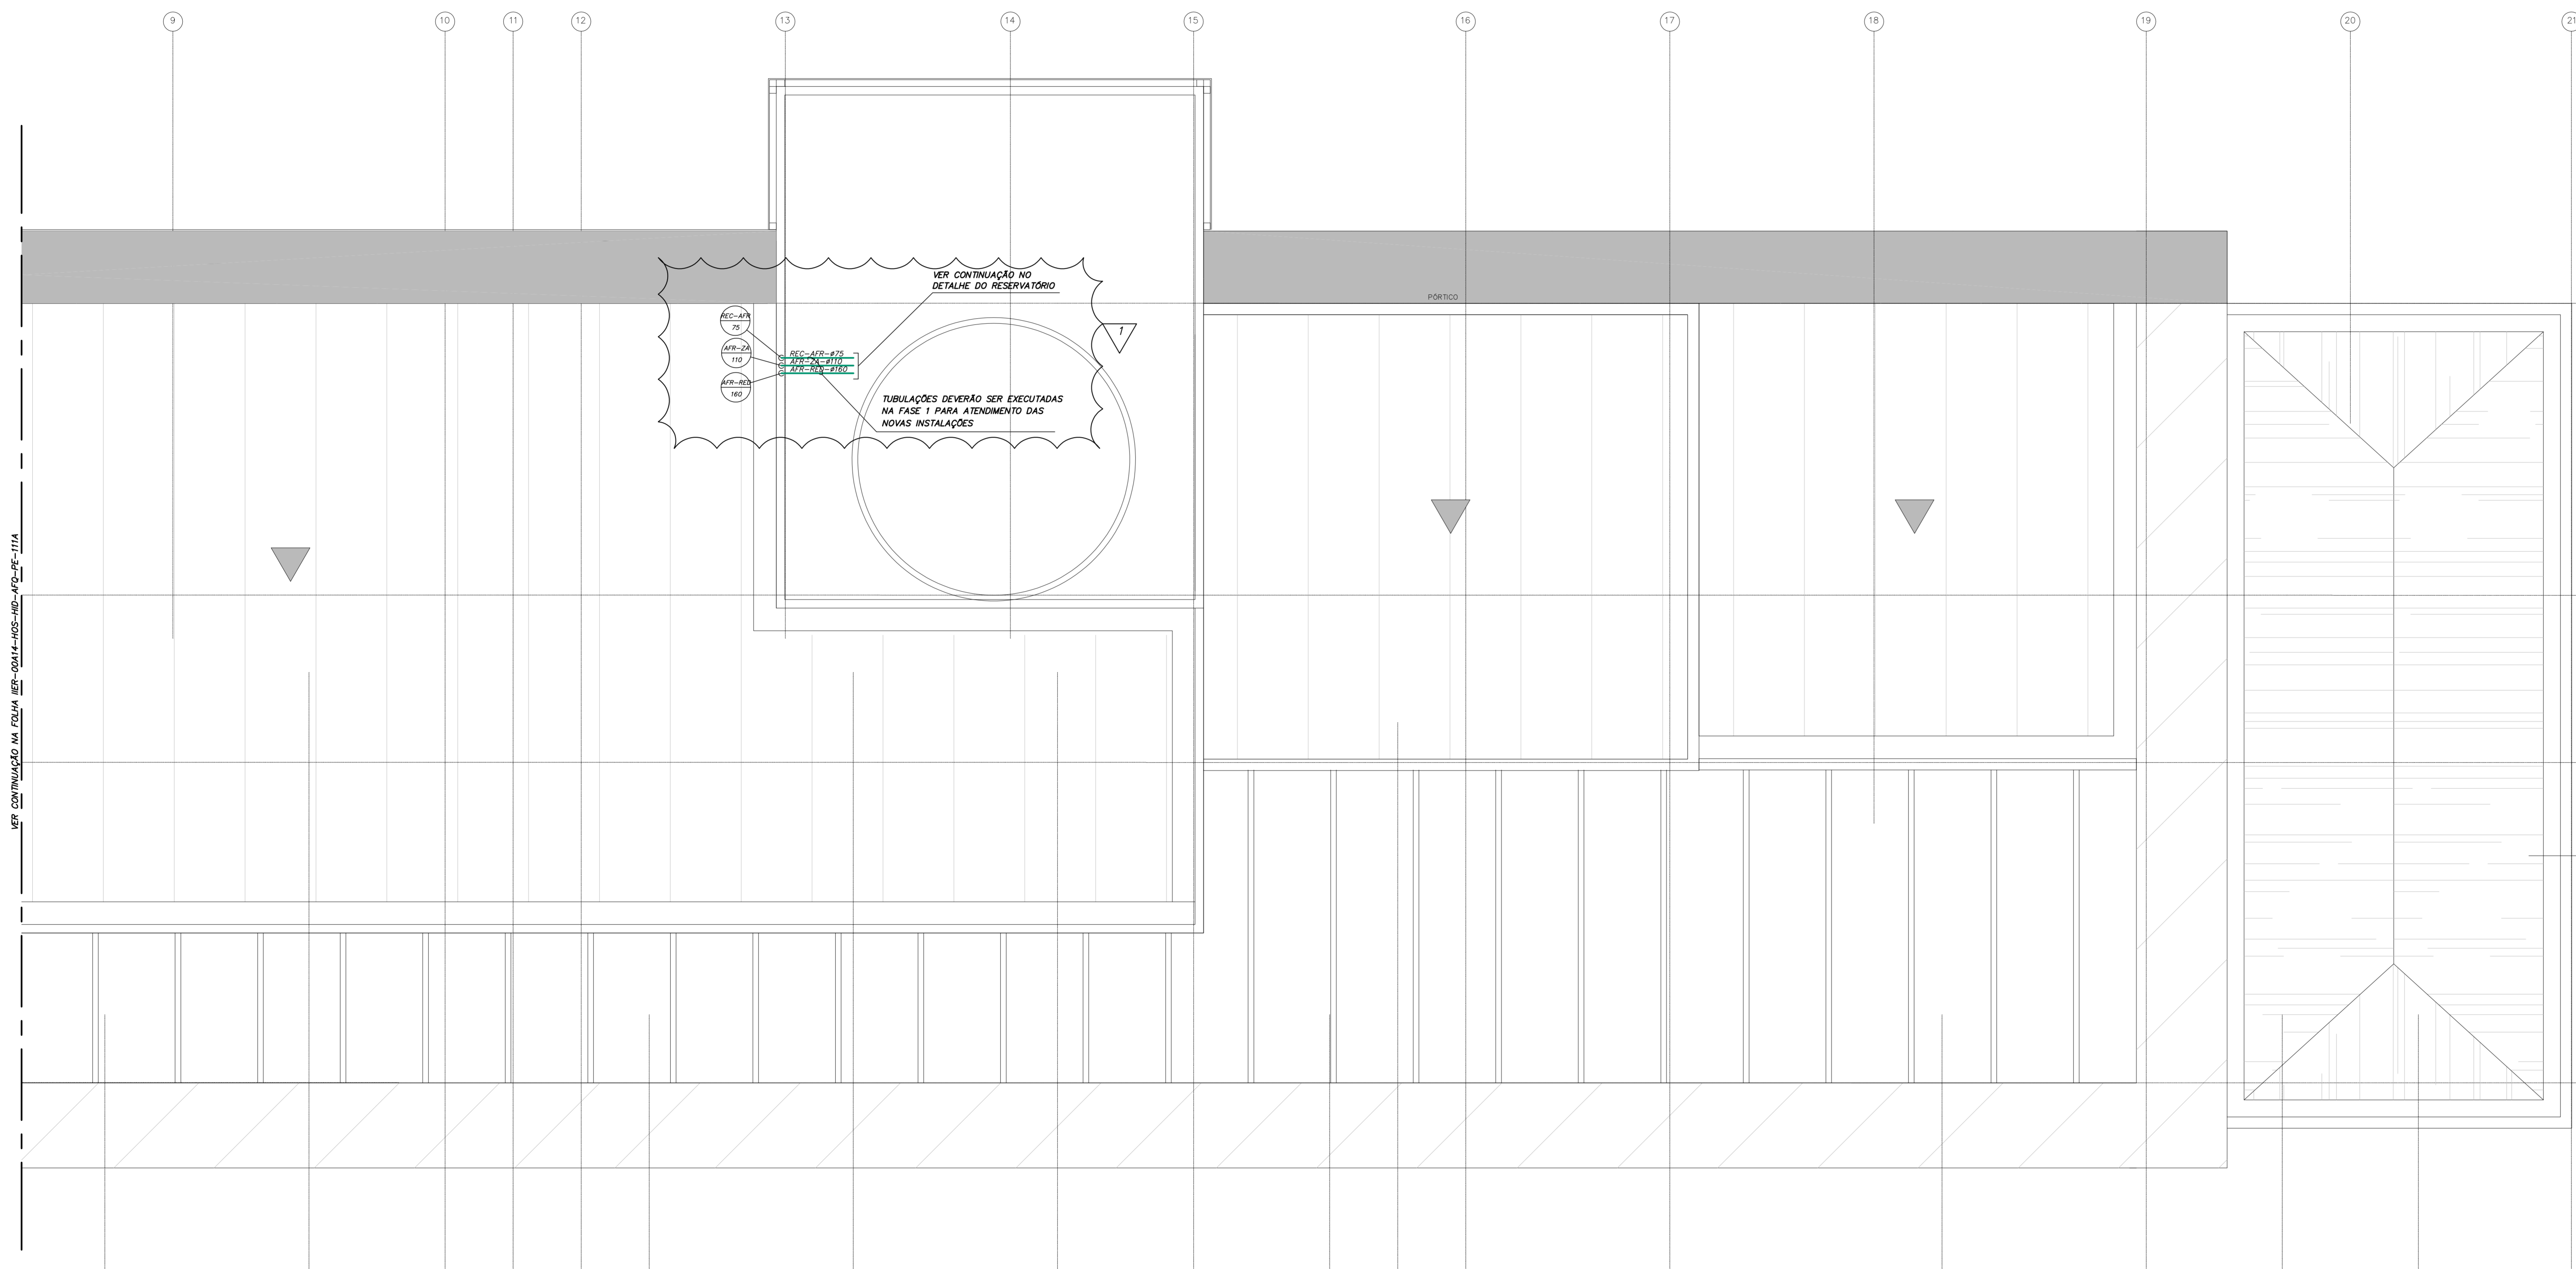 9
10
11
12
13
14
15
16
17
18
19
20
21
VER CONTINUAÇÃO NO
DETALHE DO RESERVATÓRIO
PÓRTICO
REC-AFR
75
AFR-ZA
110
AFR-RED
160
REC-AFR-ø75
AFR-ZA-ø110
AFR-RED-ø160
1
TUBULAÇÕES DEVERÃO SER EXECUTADAS
NA FASE 1 PARA ATENDIMENTO DAS
NOVAS INSTALAÇÕES
VER CONTINUAÇÃO NA FOLHA IIER-00A14-HOS-HID-AFQ-PE-111A